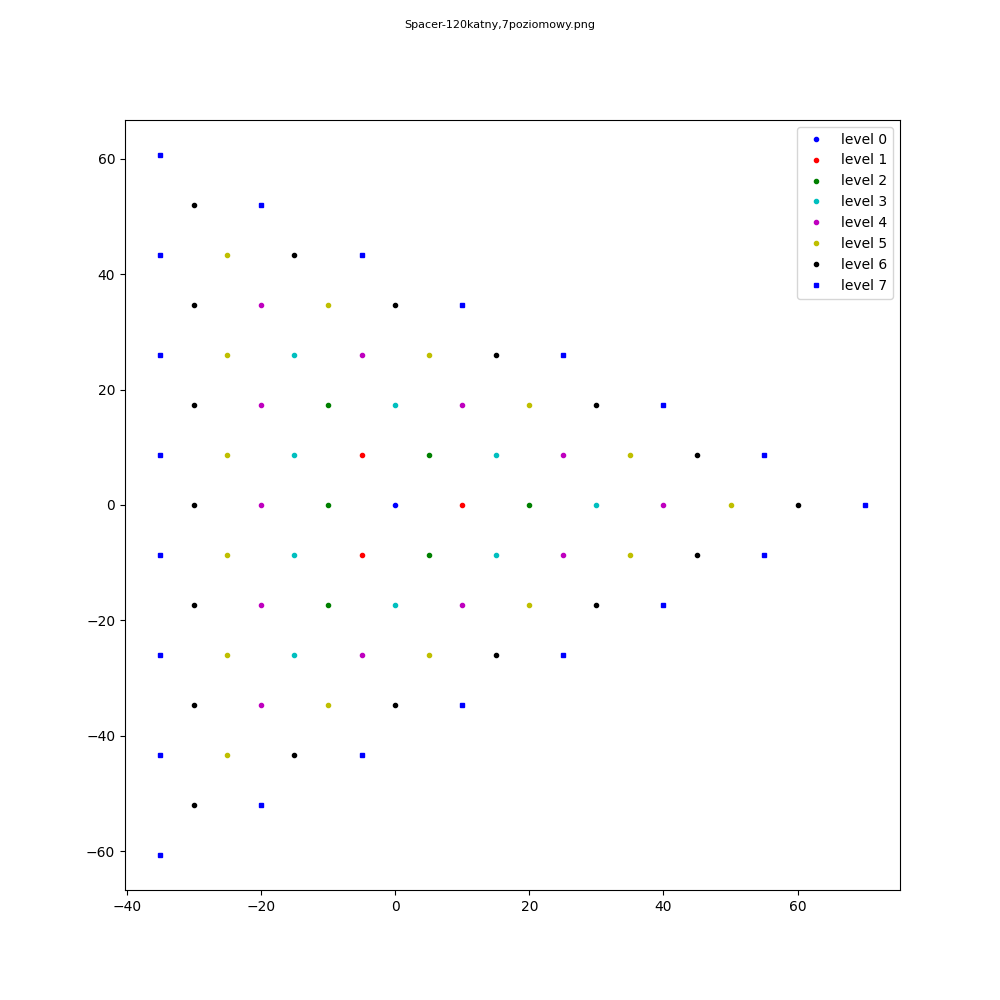 Spacer-120katny,7poziomowy.png
level 0
level 1
level 2
level 3
level 4
level 5
level 6
level 7
60
40
20
0
−20
−40
−60
−40 −20 0 20 40 60